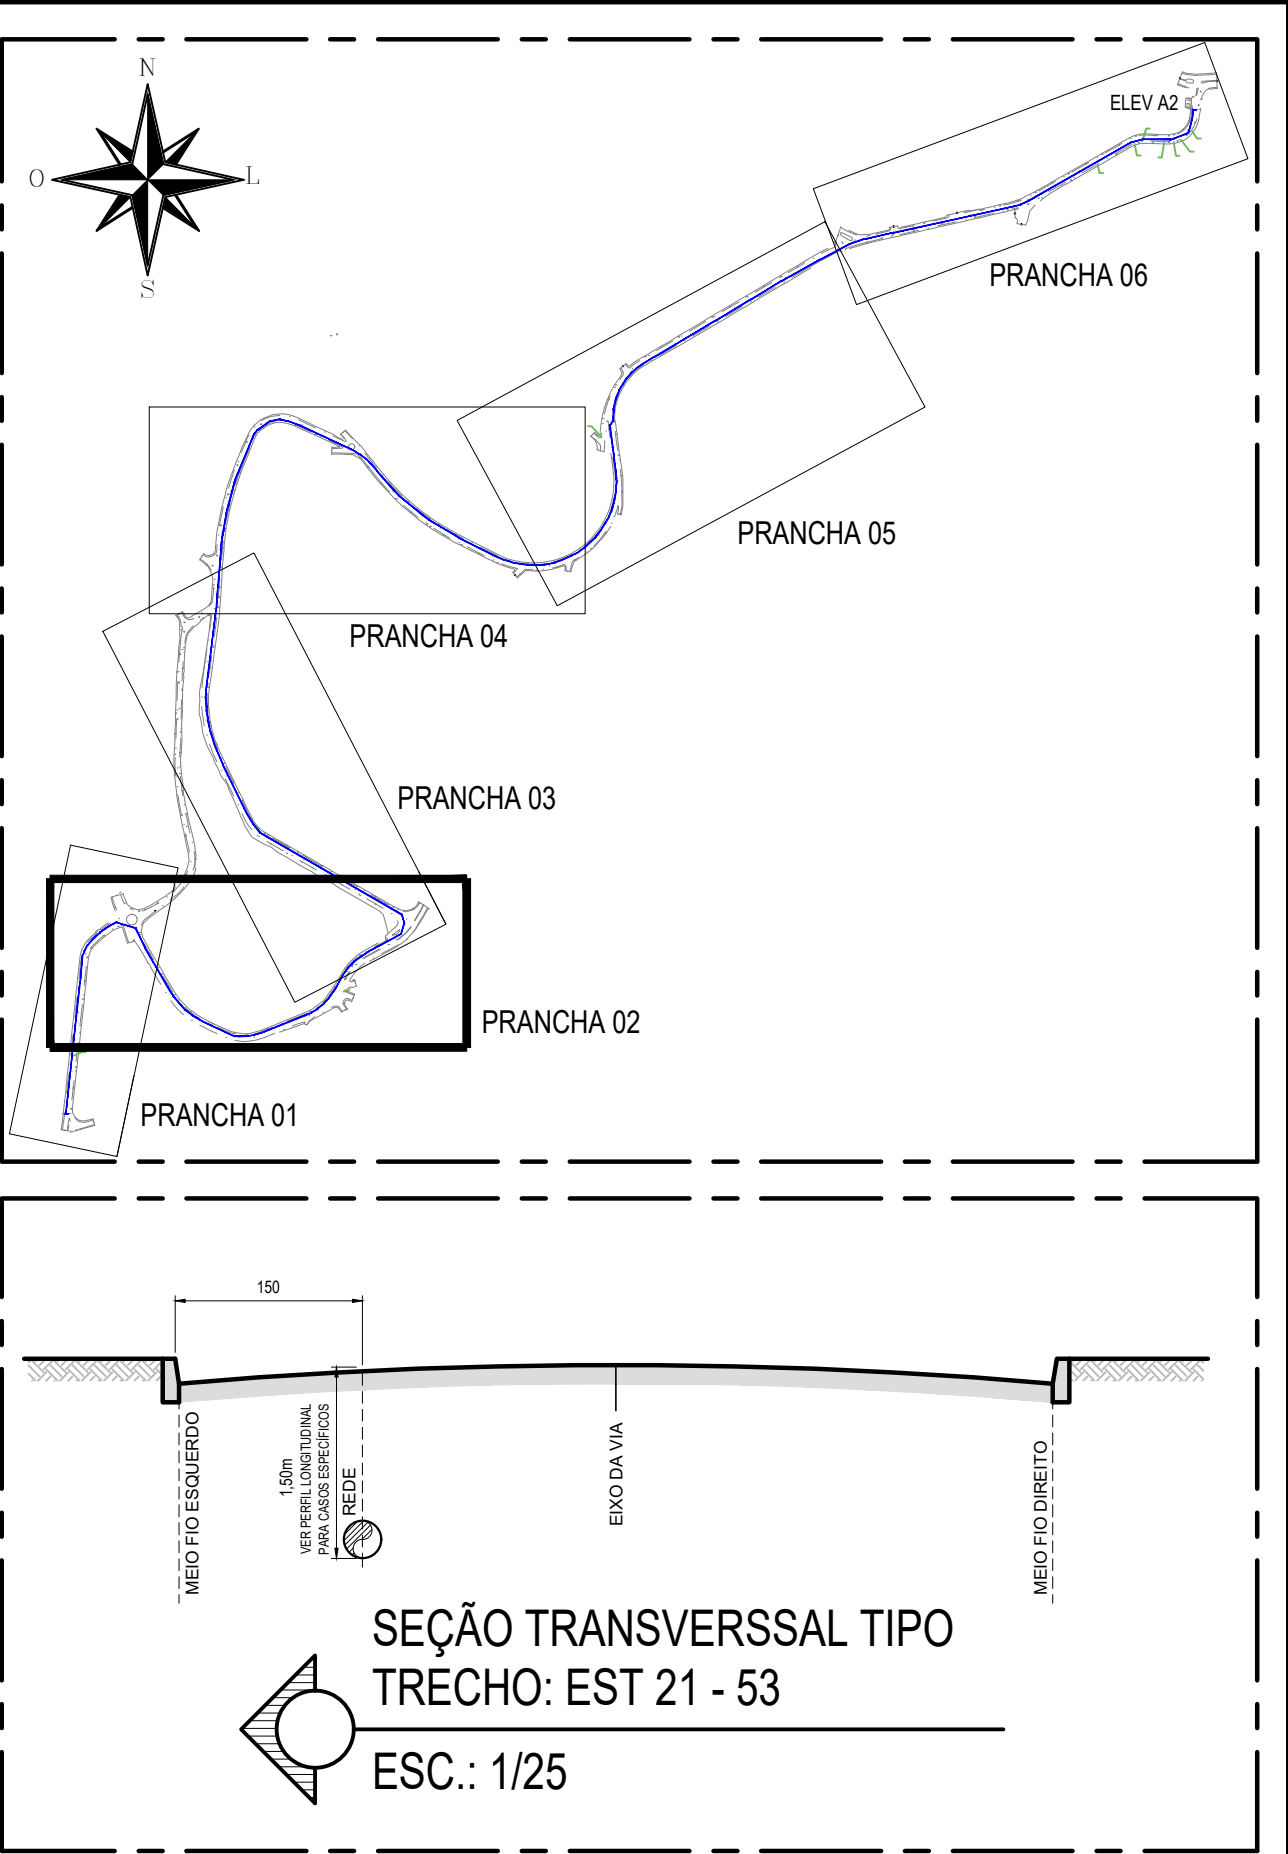 N
ELEV A2
O
L
S
PRANCHA 06
PRANCHA 05
PRANCHA 04
PRANCHA 03
PRANCHA 02
PRANCHA 01
150
MEIO FIO ESQUERDO
1,50m
VER PERFIL LONGITUDINAL
PARA CASOS ESPECÍFICOS
REDE
EIXO DA VIA
MEIO FIO DIREITO
SEÇÃO TRANSVERSSAL TIPO
TRECHO: EST 21 - 53
ESC.: 1/25